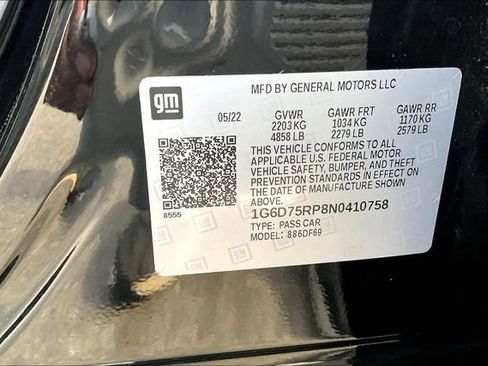 gm
MFD BY GENERAL MOTORS LLC
05/22 GVWR GAWR FRT GAWR RR
2203 KG 1034 KG 1170 KG
4858 LB 2279 LB 2579 LB
THIS VEHICLE CONFORMS TO ALL
APPLICABLE U.S. FEDERAL MOTOR
VEHICLE SAFETY, BUMPER, AND THEFT
PREVENTION STANDARDS IN EFFECT ON
THE DATE OF MANUFACTURE SHOWN
ABOVE.
8555
1G6D75RP8N0410758
TYPE: PASS CAR
MODEL: 886DF69